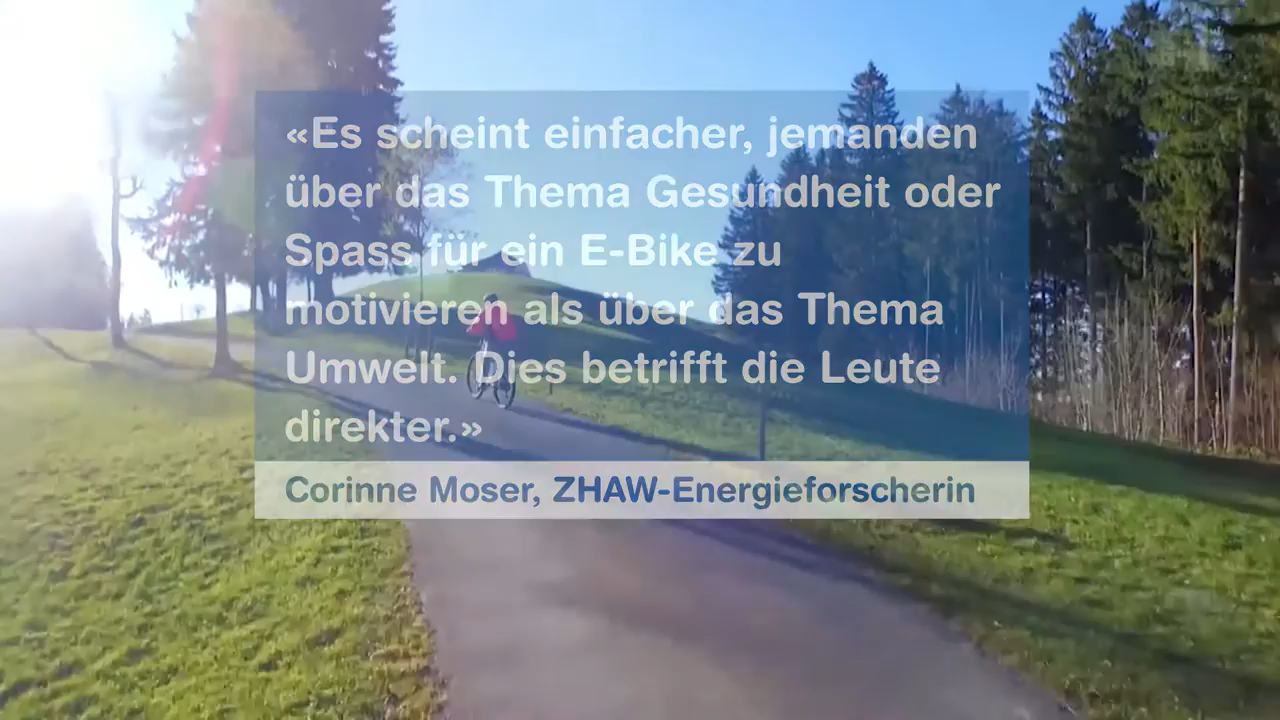 «Es scheint einfacher, jemanden
über das Thema Gesundheit oder
Spass für ein E-Bike zu
motivieren als über das Thema
Umwelt. Dies betrifft die Leute
direkter.»
Corinne Moser, ZHAW-Energieforscherin